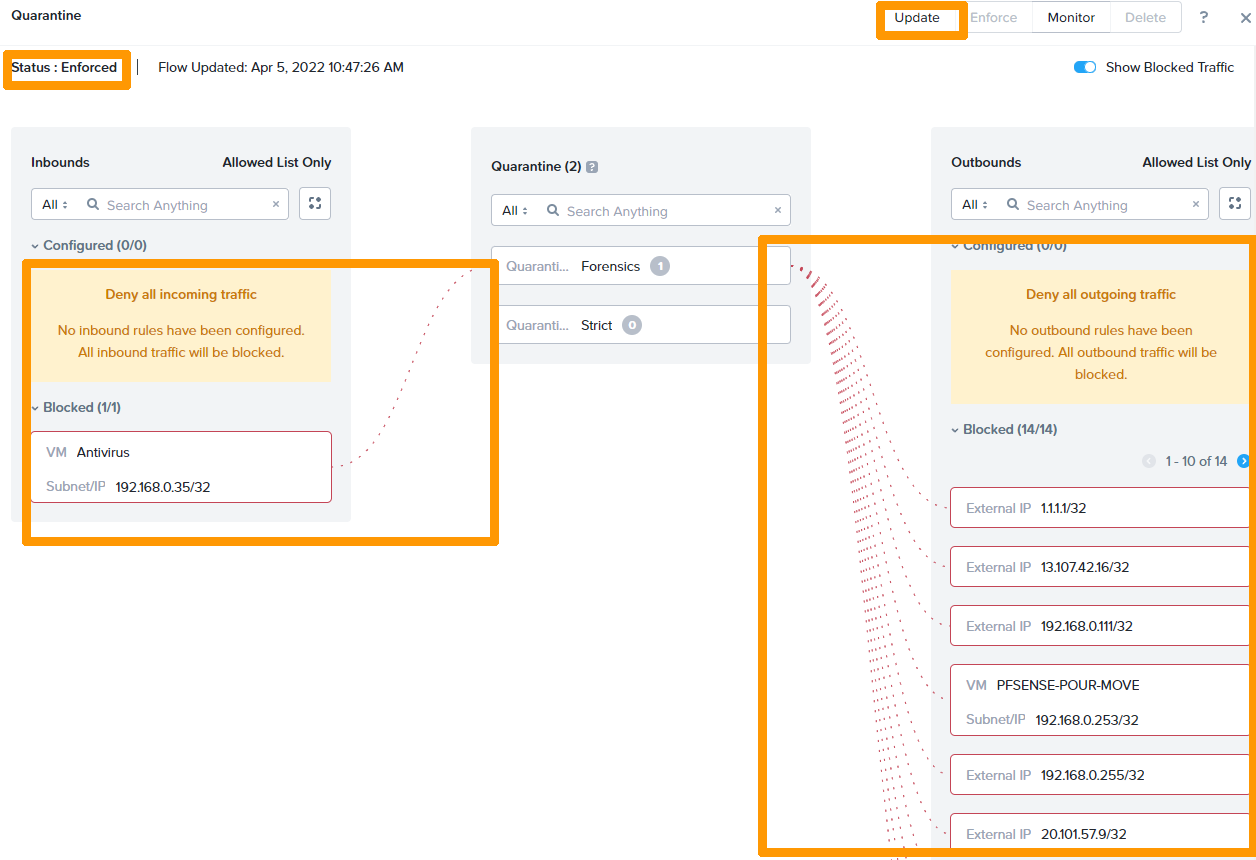 Quarantine
Update Enforce Monitor Delete ? ×
Status : Enforced | Flow Updated: Apr 5, 2022 10:47:26 AM Show Blocked Traffic
Inbounds Allowed List Only
All Search Anything ×
Configured (0/0)
Deny all incoming traffic
No inbound rules have been configured.
All inbound traffic will be blocked.
Blocked (1/1)
VM Antivirus
Subnet/IP 192.168.0.35/32
Quarantine (2) ?
All Search Anything ×
Quaranti... Forensics 1
Quaranti... Strict 0
Outbounds Allowed List Only
All Search Anything ×
Configured (0/0)
Deny all outgoing traffic
No outbound rules have been
configured. All outbound traffic will be
blocked.
Blocked (14/14)
1 - 10 of 14
External IP 1.1.1.1/32
External IP 13.107.42.16/32
External IP 192.168.0.111/32
VM PFSENSE-POUR-MOVE
Subnet/IP 192.168.0.253/32
External IP 192.168.0.255/32
External IP 20.101.57.9/32